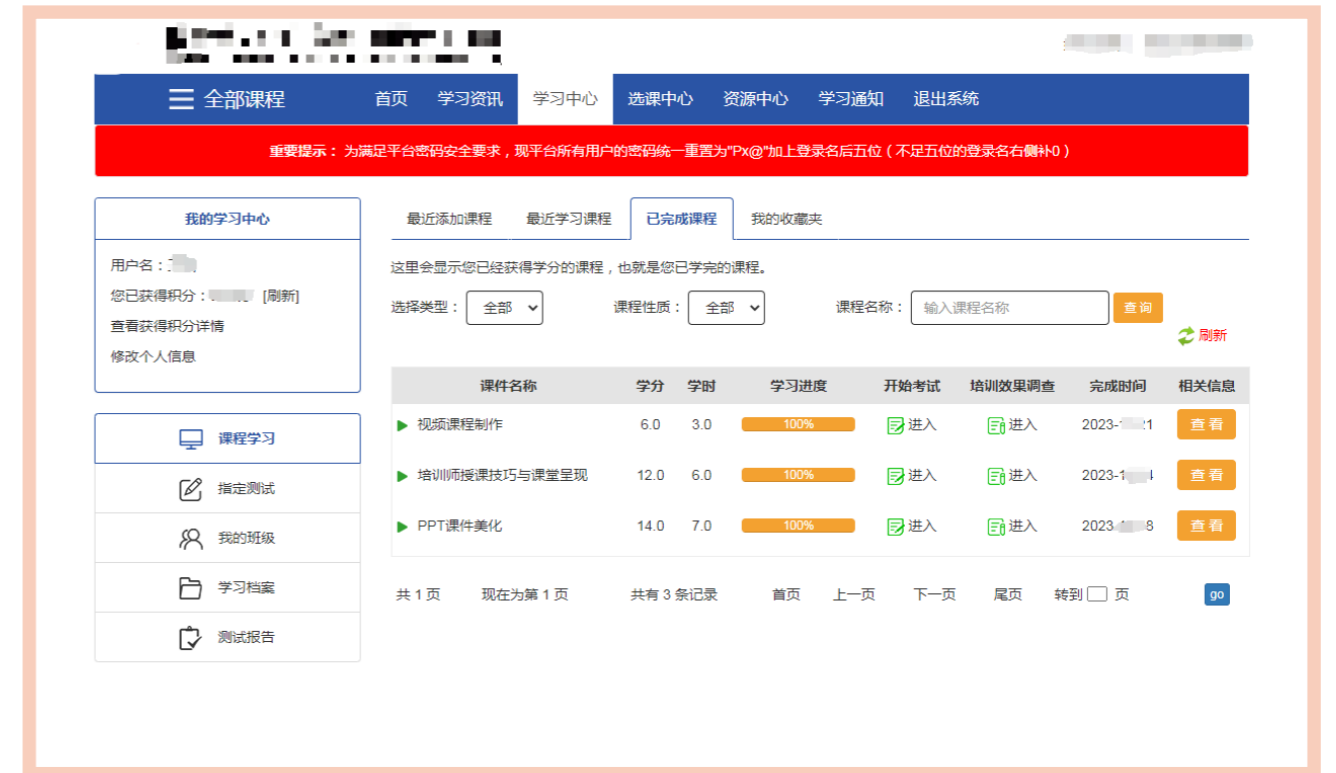 全部课程 首页 学习资讯 学习中心 选课中心 资源中心 学习通知 退出系统
重要提示：为满足平台密码安全要求，现平台所有用户的密码统一重置为"Px@"加上登录名后五位（不足五位的登录名右侧补0）
我的学习中心
用户名：
您已获得积分： [刷新]
查看获得积分详情
修改个人信息
课程学习
指定测试
我的班级
学习档案
测试报告
最近添加课程 最近学习课程 已完成课程 我的收藏夹
这里会显示您已经获得学分的课程，也就是您已学完的课程。
选择类型： 全部 课程性质： 全部 课程名称： 输入课程名称 查询
刷新
课件名称 学分 学时 学习进度 开始考试 培训效果调查 完成时间 相关信息
视频课程制作 6.0 3.0 100% 进入 进入 2023- 查看
培训师授课技巧与课堂呈现 12.0 6.0 100% 进入 进入 2023- 查看
PPT课件美化 14.0 7.0 100% 进入 进入 2023- 查看
共 1 页 现在为第 1 页 共有 3 条记录 首页 上一页 下一页 尾页 转到 页 go